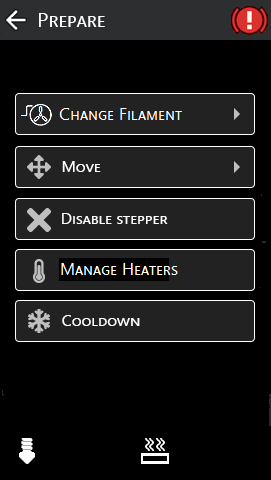 Prepare
Change Filament
Move
Disable stepper
Manage Heaters
Cooldown